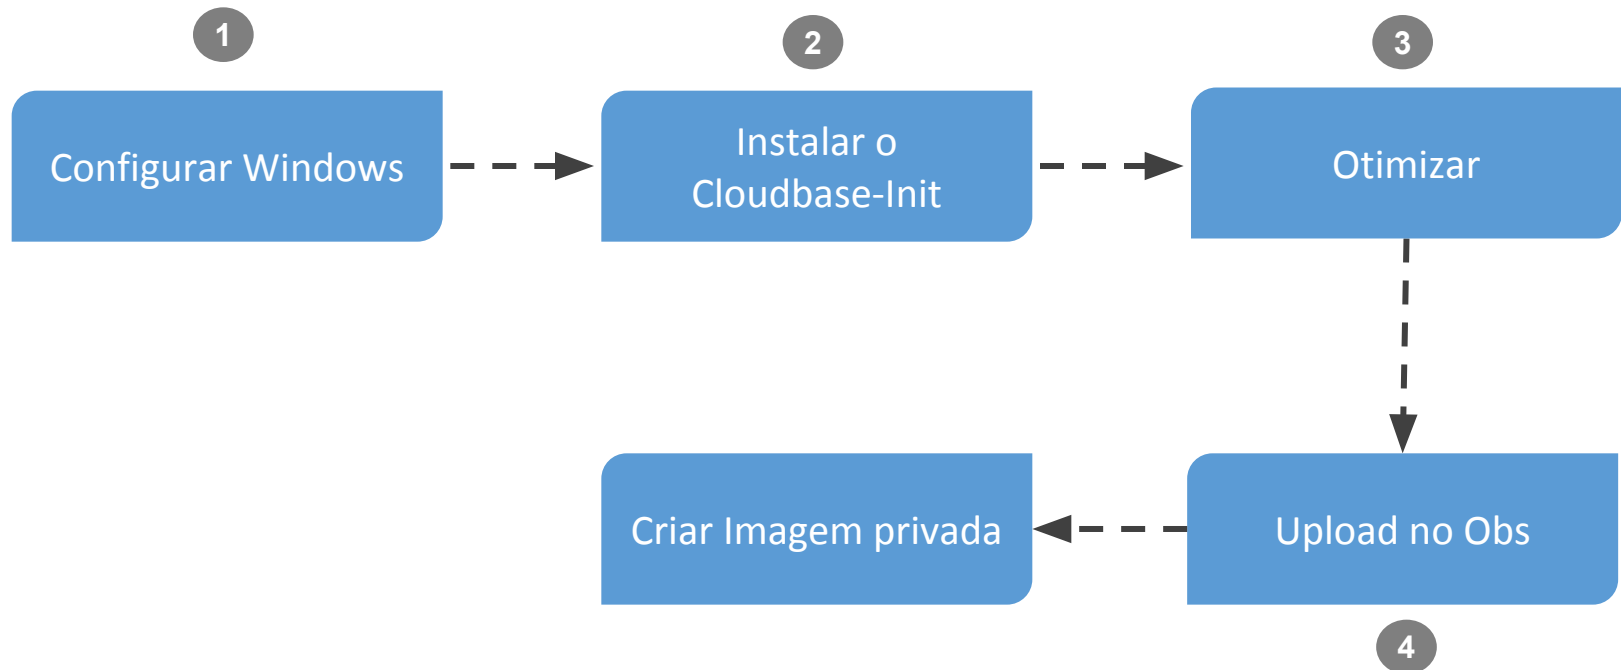 1
2
3
Configurar Windows
Instalar o
Cloudbase-Init
Otimizar
Criar Imagem privada
Upload no Obs
4